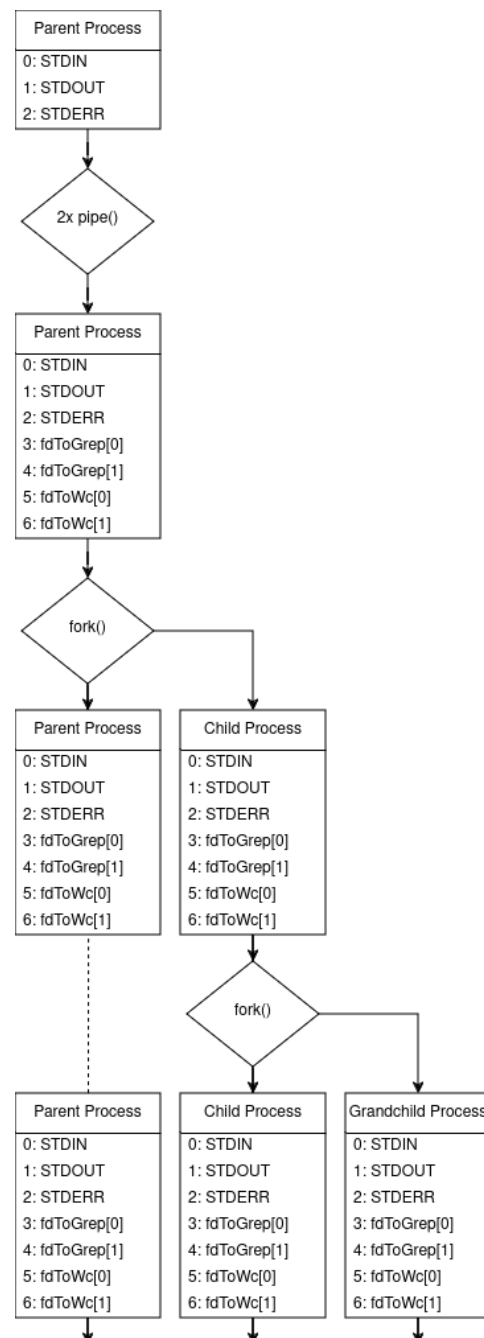 Parent Process
0: STDIN
1: STDOUT
2: STDERR
2x pipe()
Parent Process
0: STDIN
1: STDOUT
2: STDERR
3: fdToGrep[0]
4: fdToGrep[1]
5: fdToWc[0]
6: fdToWc[1]
fork()
Parent Process
0: STDIN
1: STDOUT
2: STDERR
3: fdToGrep[0]
4: fdToGrep[1]
5: fdToWc[0]
6: fdToWc[1]
Child Process
0: STDIN
1: STDOUT
2: STDERR
3: fdToGrep[0]
4: fdToGrep[1]
5: fdToWc[0]
6: fdToWc[1]
fork()
Parent Process
0: STDIN
1: STDOUT
2: STDERR
3: fdToGrep[0]
4: fdToGrep[1]
5: fdToWc[0]
6: fdToWc[1]
Child Process
0: STDIN
1: STDOUT
2: STDERR
3: fdToGrep[0]
4: fdToGrep[1]
5: fdToWc[0]
6: fdToWc[1]
Grandchild Process
0: STDIN
1: STDOUT
2: STDERR
3: fdToGrep[0]
4: fdToGrep[1]
5: fdToWc[0]
6: fdToWc[1]